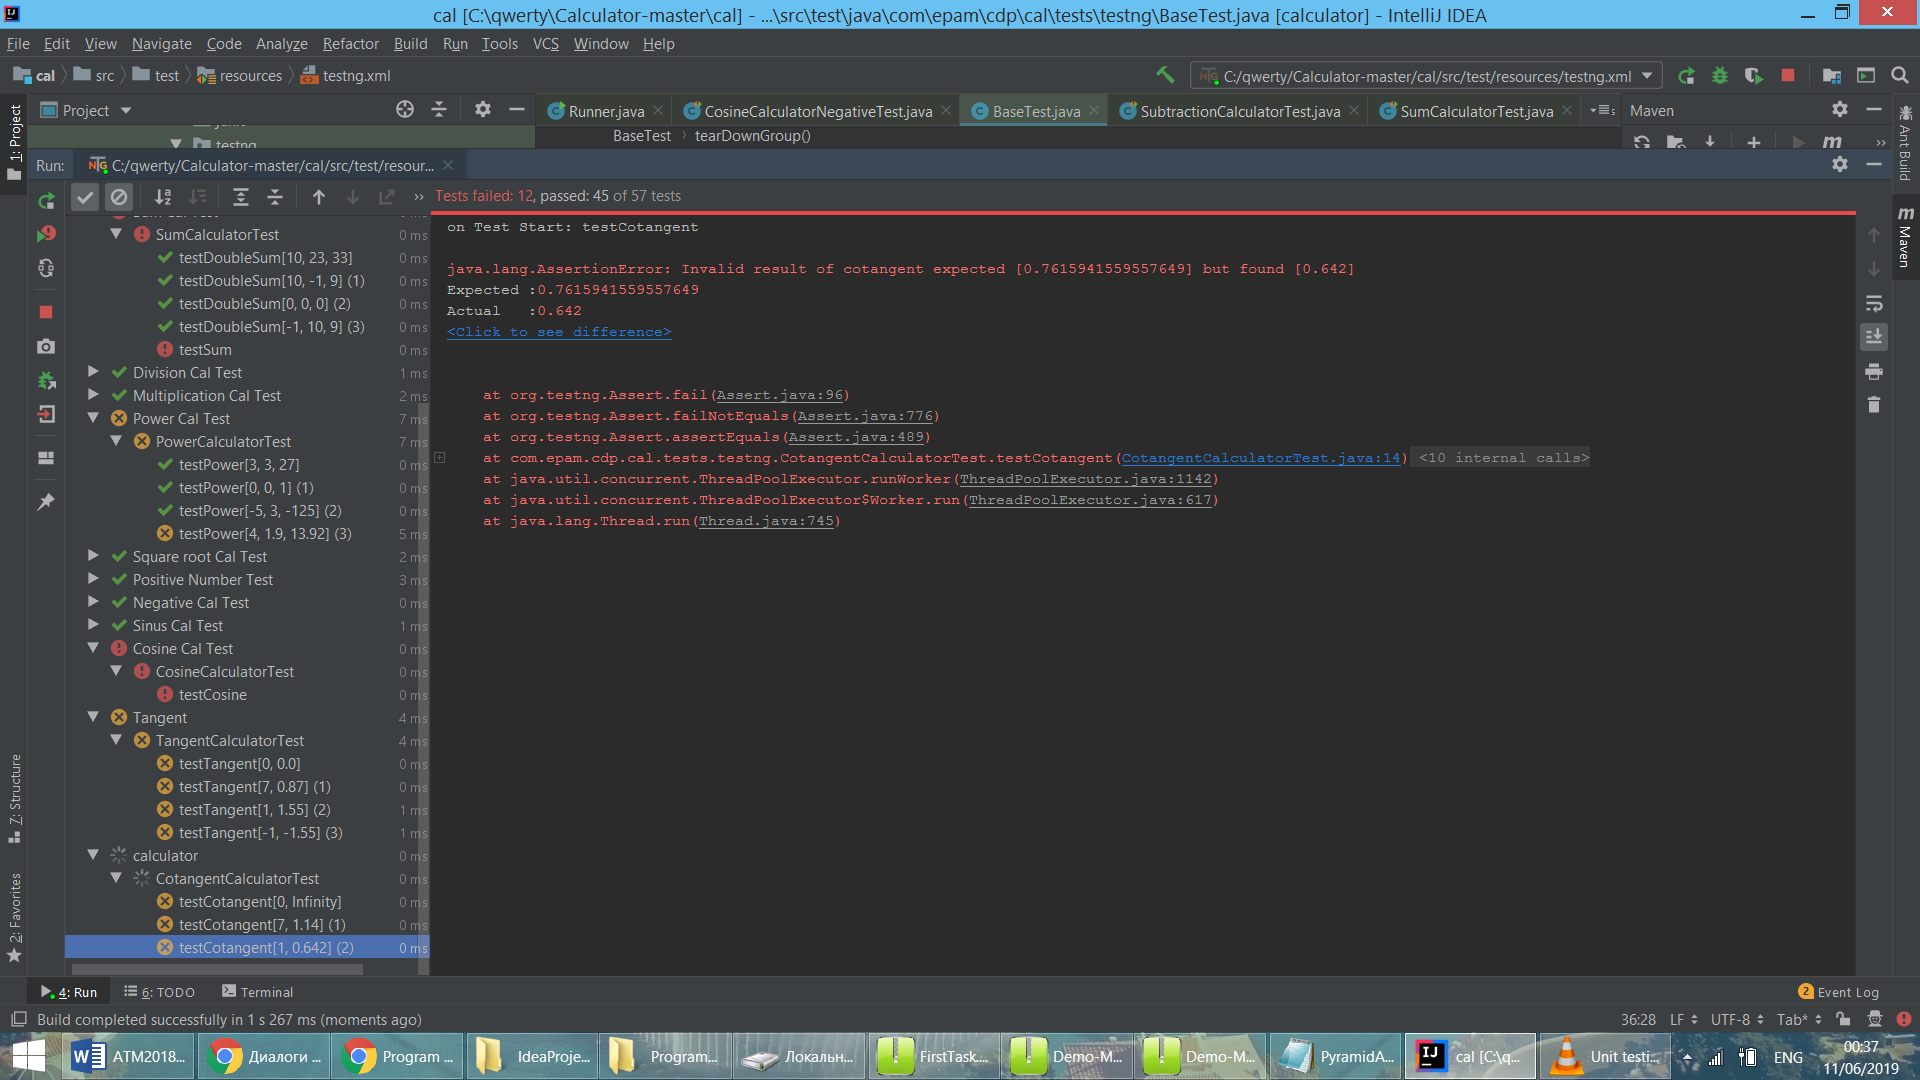 cal [C:\qwerty\Calculator-master\cal] - ...\src\test\java\com\epam\cdp\cal\tests\testng\BaseTest.java [calculator] - IntelliJ IDEA
File Edit View Navigate Code Analyze Refactor Build Run Tools VCS Window Help
cal src test resources testng.xml
C:/qwerty/Calculator-master/cal/src/test/resources/testng.xml
1: Project
Project
Runner.java CosineCalculatorNegativeTest.java BaseTest.java SubtractionCalculatorTest.java SumCalculatorTest.java
Maven
BaseTest tearDownGroup()
testng
Ant Build
Maven
Run: C:/qwerty/Calculator-master/cal/src/test/resour...
Tests failed: 12, passed: 45 of 57 tests
SumCalculatorTest 0 ms
testDoubleSum[10, 23, 33] 0 ms
testDoubleSum[10, -1, 9] (1) 0 ms
testDoubleSum[0, 0, 0] (2) 0 ms
testDoubleSum[-1, 10, 9] (3) 0 ms
testSum 0 ms
Division Cal Test 1 ms
Multiplication Cal Test 2 ms
Power Cal Test 7 ms
PowerCalculatorTest 7 ms
testPower[3, 3, 27] 0 ms
testPower[0, 0, 1] (1) 0 ms
testPower[-5, 3, -125] (2) 0 ms
testPower[4, 1.9, 13.92] (3) 5 ms
Square root Cal Test 2 ms
Positive Number Test 3 ms
Negative Cal Test 0 ms
Sinus Cal Test 1 ms
Cosine Cal Test 0 ms
CosineCalculatorTest 0 ms
testCosine 0 ms
Tangent 4 ms
TangentCalculatorTest 4 ms
testTangent[0, 0.0] 0 ms
testTangent[7, 0.87] (1) 0 ms
testTangent[1, 1.55] (2) 1 ms
testTangent[-1, -1.55] (3) 1 ms
calculator 0 ms
CotangentCalculatorTest 0 ms
testCotangent[0, Infinity] 0 ms
testCotangent[7, 1.14] (1) 0 ms
testCotangent[1, 0.642] (2) 0 ms
on Test Start: testCotangent
java.lang.AssertionError: Invalid result of cotangent expected [0.7615941559557649] but found [0.642]
Expected :0.7615941559557649
Actual   :0.642
<Click to see difference>
at org.testng.Assert.fail(Assert.java:96)
at org.testng.Assert.failNotEquals(Assert.java:776)
at org.testng.Assert.assertEquals(Assert.java:489)
at com.epam.cdp.cal.tests.testng.CotangentCalculatorTest.testCotangent(CotangentCalculatorTest.java:14) <10 internal calls>
at java.util.concurrent.ThreadPoolExecutor.runWorker(ThreadPoolExecutor.java:1142)
at java.util.concurrent.ThreadPoolExecutor$Worker.run(ThreadPoolExecutor.java:617)
at java.lang.Thread.run(Thread.java:745)
7: Structure
2: Favorites
4: Run 6: TODO Terminal
2 Event Log
Build completed successfully in 1 s 267 ms (moments ago)
36:28 LF UTF-8 Tab*
ATM2018... Диалоги ... Program ... IdeaProje... Program... Локальн... FirstTask.... Demo-M... Demo-M... PyramidA... cal [C:\q... Unit testi...
ENG
00:37
11/06/2019